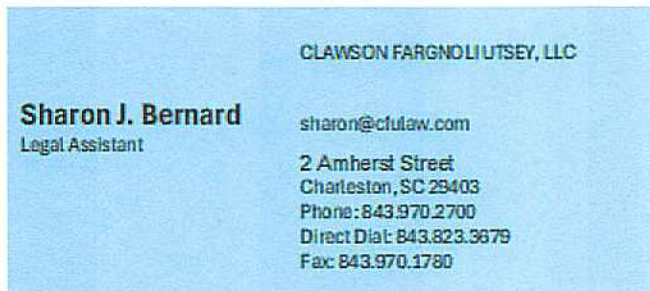 Sharon J. Bernard
Legal Assistant
CLAWSON FARGNOLI UTSEY, LLC
sharon@cfulaw.com
2 Amherst Street
Charleston, SC 29403
Phone: 843.970.2700
Direct Dial: 843.823.3679
Fax: 843.970.1780